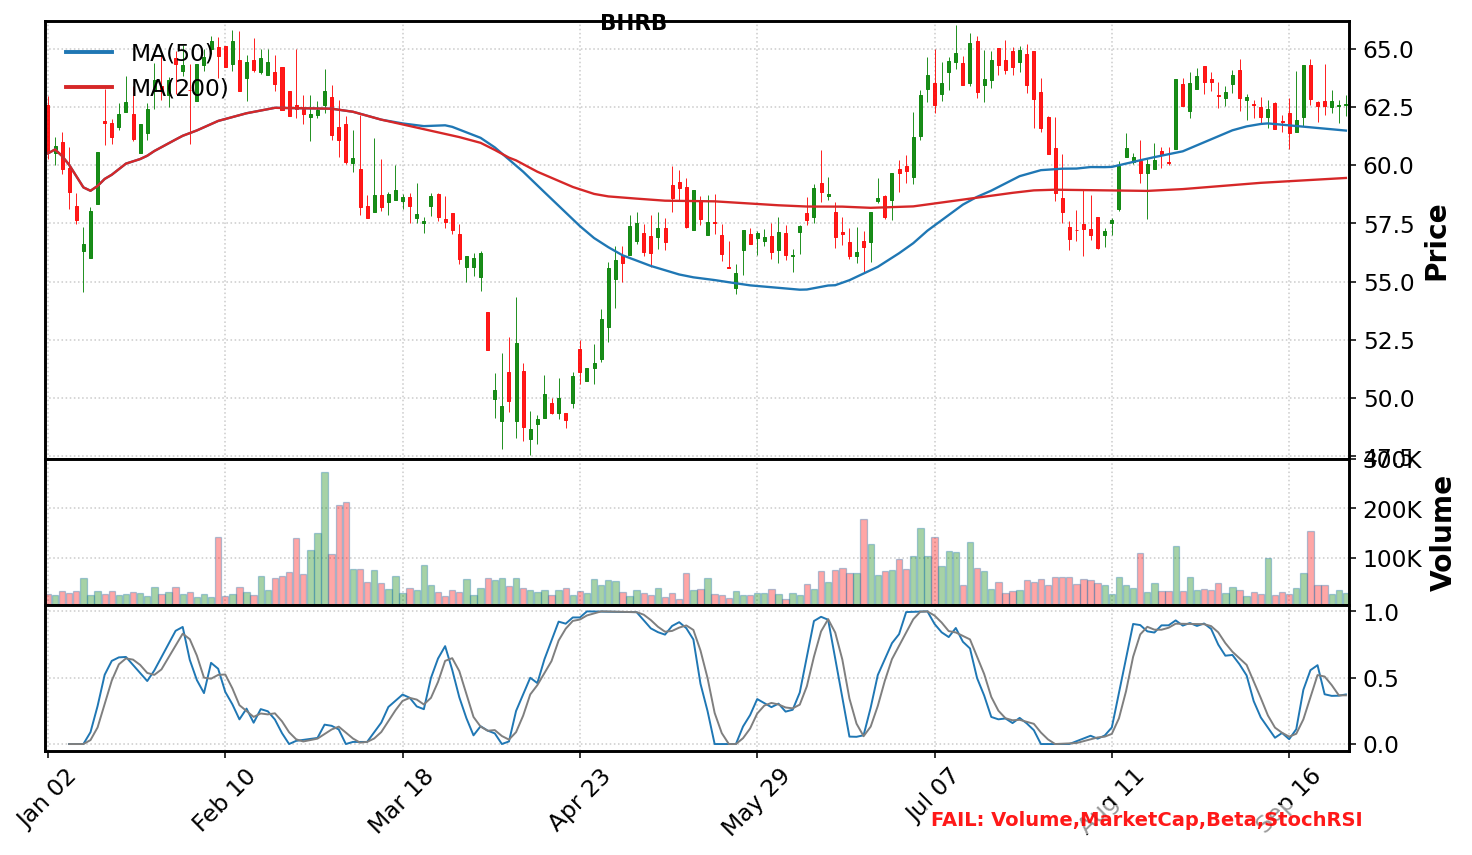 BHRB
MA(50)
MA(200)
65.0
62.5
60.0
57.5
55.0
52.5
50.0
47.5
Price
300K
200K
100K
Volume
1.0
0.5
0.0
Jan 02
Feb 10
Mar 18
Apr 23
May 29
Jul 07
Aug 11
Sep 16
FAIL: Volume,MarketCap,Beta,StochRSI